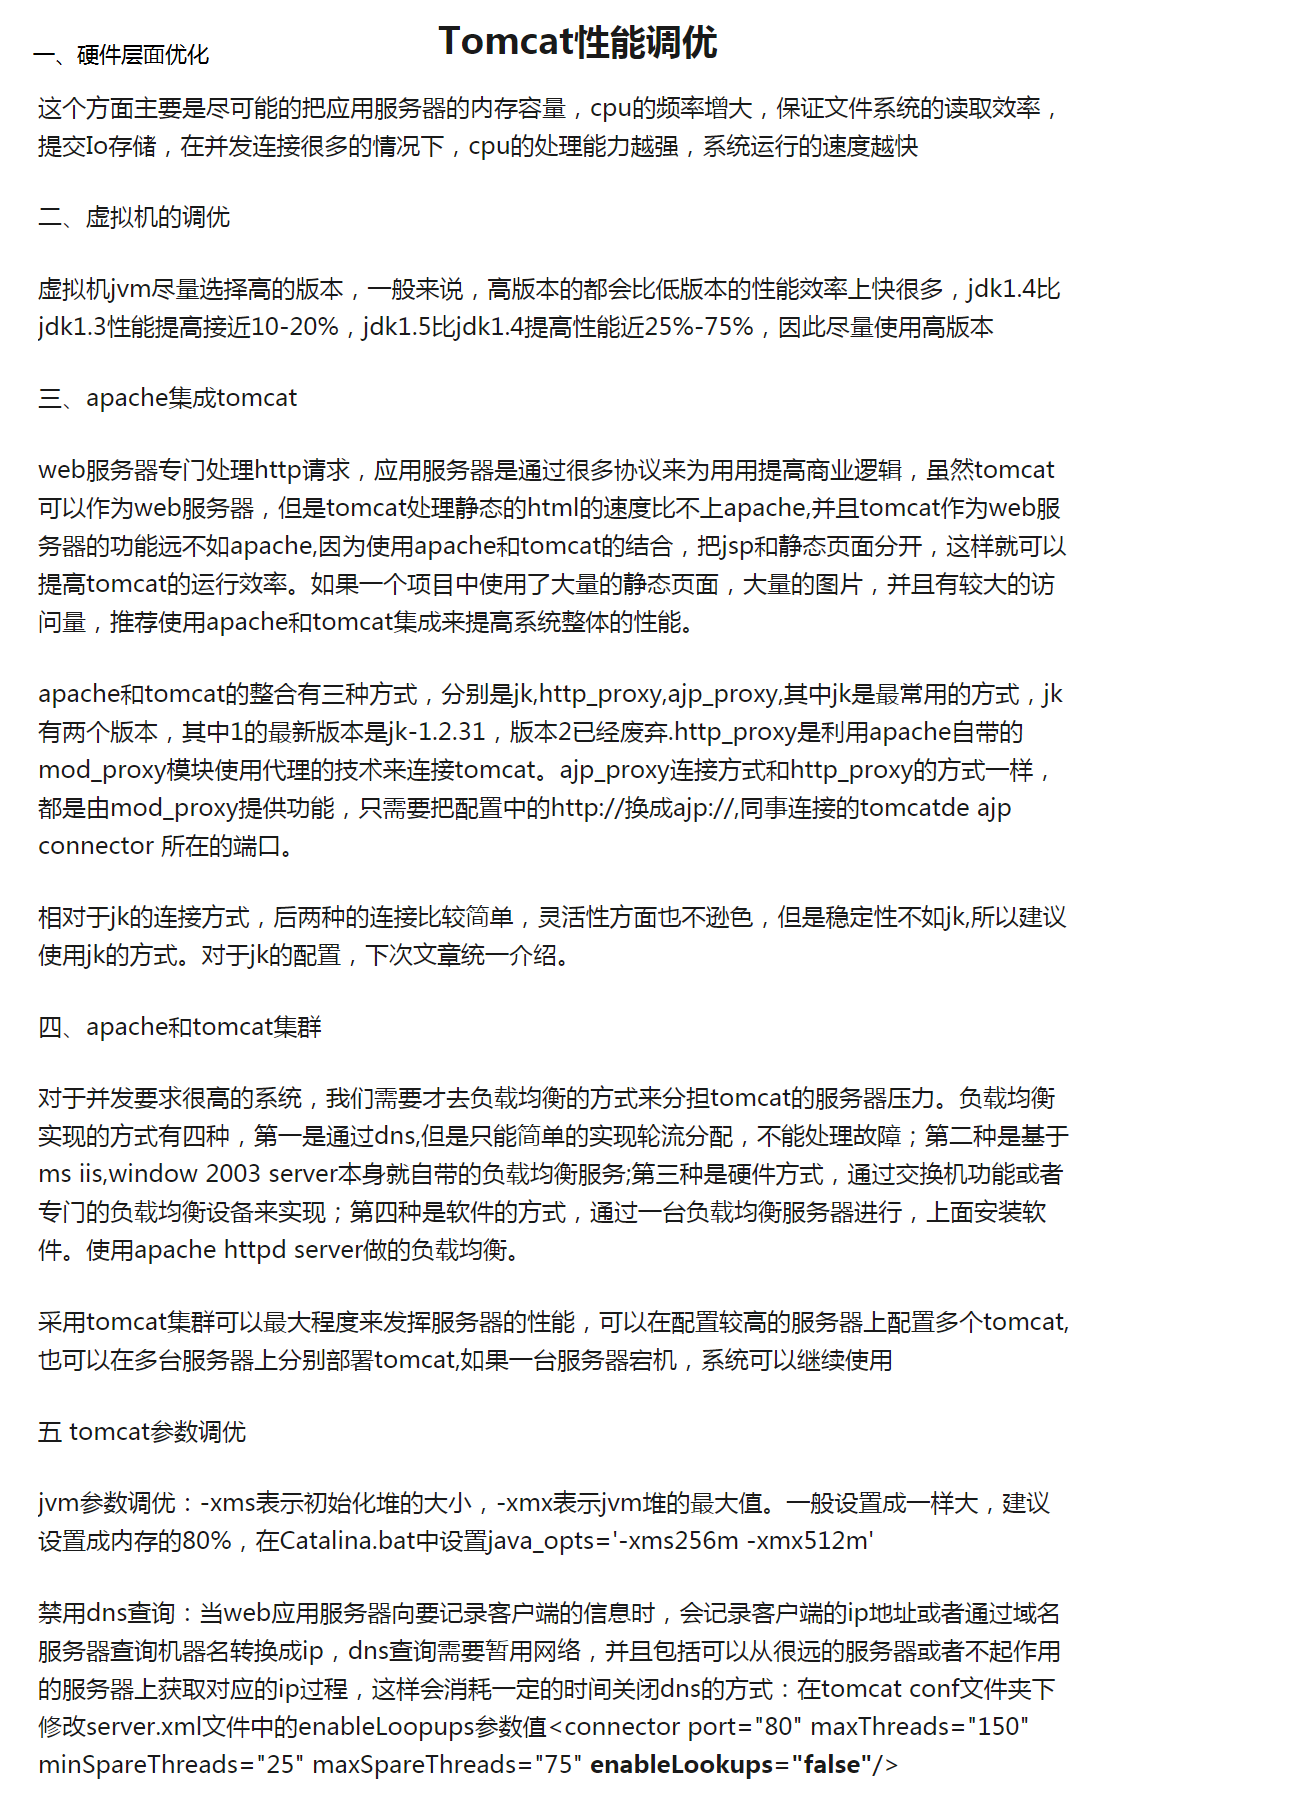 Tomcat性能调优
一、硬件层面优化
这个方面主要是尽可能的把应用服务器的内存容量，cpu的频率增大，保证文件系统的读取效率，
提交Io存储，在并发连接很多的情况下，cpu的处理能力越强，系统运行的速度越快
二、虚拟机的调优
虚拟机jvm尽量选择高的版本，一般来说，高版本的都会比低版本的性能效率上快很多，jdk1.4比
jdk1.3性能提高接近10-20%，jdk1.5比jdk1.4提高性能近25%-75%，因此尽量使用高版本
三、apache集成tomcat
web服务器专门处理http请求，应用服务器是通过很多协议来为用用提高商业逻辑，虽然tomcat
可以作为web服务器，但是tomcat处理静态的html的速度比不上apache,并且tomcat作为web服
务器的功能远不如apache,因为使用apache和tomcat的结合，把jsp和静态页面分开，这样就可以
提高tomcat的运行效率。如果一个项目中使用了大量的静态页面，大量的图片，并且有较大的访
问量，推荐使用apache和tomcat集成来提高系统整体的性能。
apache和tomcat的整合有三种方式，分别是jk,http_proxy,ajp_proxy,其中jk是最常用的方式，jk
有两个版本，其中1的最新版本是jk-1.2.31，版本2已经废弃.http_proxy是利用apache自带的
mod_proxy模块使用代理的技术来连接tomcat。ajp_proxy连接方式和http_proxy的方式一样，
都是由mod_proxy提供功能，只需要把配置中的http://换成ajp://,同事连接的tomcatde ajp
connector 所在的端口。
相对于jk的连接方式，后两种的连接比较简单，灵活性方面也不逊色，但是稳定性不如jk,所以建议
使用jk的方式。对于jk的配置，下次文章统一介绍。
四、apache和tomcat集群
对于并发要求很高的系统，我们需要才去负载均衡的方式来分担tomcat的服务器压力。负载均衡
实现的方式有四种，第一是通过dns,但是只能简单的实现轮流分配，不能处理故障；第二种是基于
ms iis,window 2003 server本身就自带的负载均衡服务;第三种是硬件方式，通过交换机功能或者
专门的负载均衡设备来实现；第四种是软件的方式，通过一台负载均衡服务器进行，上面安装软
件。使用apache httpd server做的负载均衡。
采用tomcat集群可以最大程度来发挥服务器的性能，可以在配置较高的服务器上配置多个tomcat,
也可以在多台服务器上分别部署tomcat,如果一台服务器宕机，系统可以继续使用
五 tomcat参数调优
jvm参数调优：-xms表示初始化堆的大小，-xmx表示jvm堆的最大值。一般设置成一样大，建议
设置成内存的80%，在Catalina.bat中设置java_opts='-xms256m -xmx512m'
禁用dns查询：当web应用服务器向要记录客户端的信息时，会记录客户端的ip地址或者通过域名
服务器查询机器名转换成ip，dns查询需要暂用网络，并且包括可以从很远的服务器或者不起作用
的服务器上获取对应的ip过程，这样会消耗一定的时间关闭dns的方式：在tomcat conf文件夹下
修改server.xml文件中的enableLoopups参数值<connector port="80" maxThreads="150"
minSpareThreads="25" maxSpareThreads="75" enableLookups="false"/>